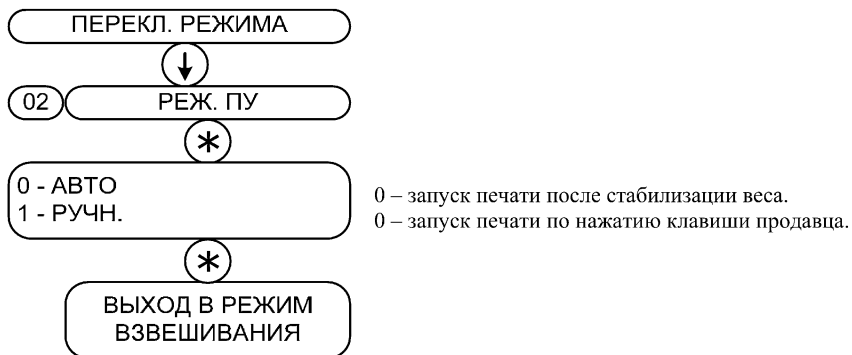 ПЕРЕКЛ. РЕЖИМА
02 РЕЖ. ПУ
*
0 - АВТО
1 - РУЧН.
0 – запуск печати после стабилизации веса.
0 – запуск печати по нажатию клавиши продавца.
*
ВЫХОД В РЕЖИМ
ВЗВЕШИВАНИЯ